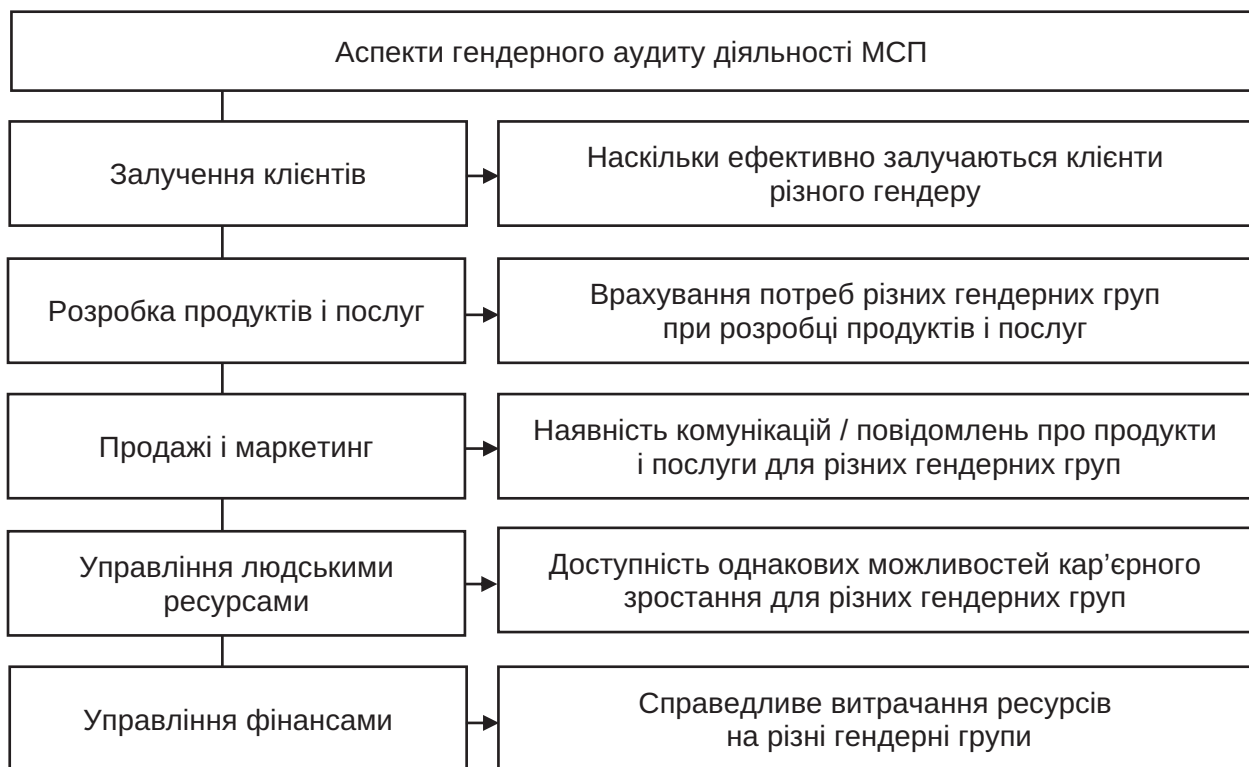 Аспекти гендерного аудиту діяльності МСП
Залучення клієнтів
Наскільки ефективно залучаються клієнти
різного гендеру
Розробка продуктів і послуг
Врахування потреб різних гендерних груп
при розробці продуктів і послуг
Продажі і маркетинг
Наявність комунікацій / повідомлень про продукти
і послуги для різних гендерних груп
Управління людськими
ресурсами
Доступність однакових можливостей кар’єрного
зростання для різних гендерних груп
Управління фінансами
Справедливе витрачання ресурсів
на різні гендерні групи